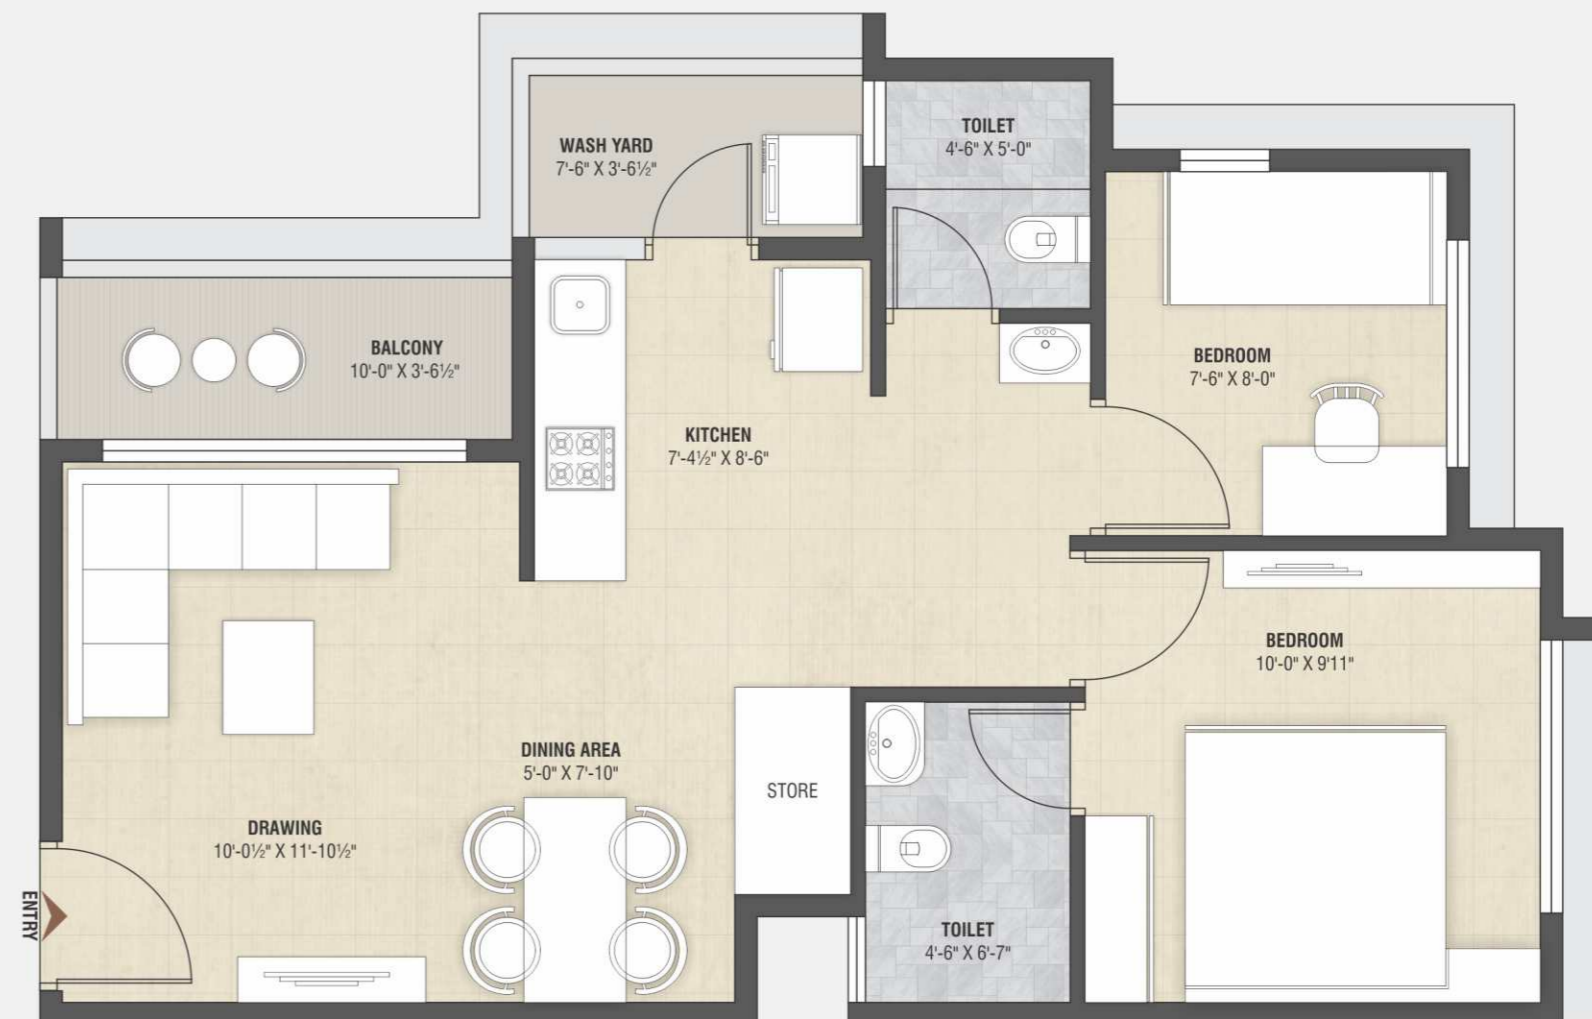 WASH YARD
7'-6" X 3'-6½"
TOILET
4'-6" X 5'-0"
BALCONY
10'-0" X 3'-6½"
BEDROOM
7'-6" X 8'-0"
KITCHEN
7'-4½" X 8'-6"
BEDROOM
10'-0" X 9'11"
DINING AREA
5'-0" X 7'-10"
STORE
DRAWING
10'-0½" X 11'-10½"
ENTRY
TOILET
4'-6" X 6'-7"